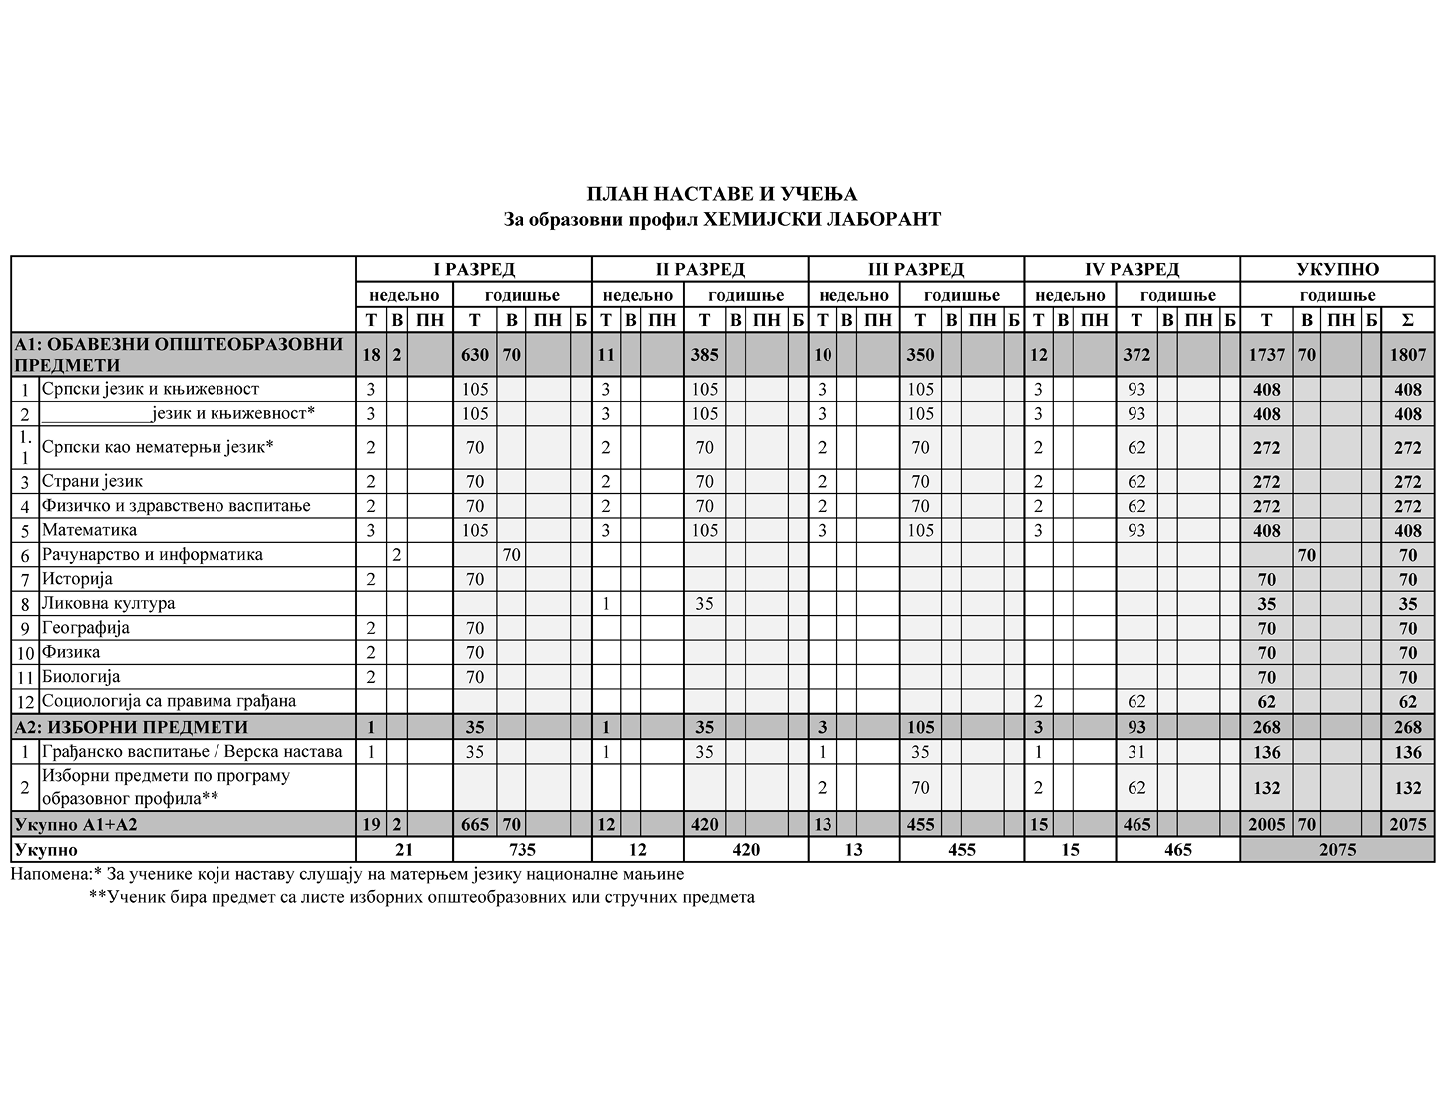 ПЛАН НАСТАВЕ И УЧЕЊА
За образовни профил ХЕМИЈСКИ ЛАБОРАНТ
I РАЗРЕД II РАЗРЕД III РАЗРЕД IV РАЗРЕД УКУПНО
недељно годишње недељно годишње недељно годишње недељно годишње годишње
Т В ПН Т В ПН Б Т В ПН Т В ПН Б Т В ПН Т В ПН Б Т В ПН Т В ПН Б Т В ПН Б Σ
А1: ОБАВЕЗНИ ОПШТЕОБРАЗОВНИ
ПРЕДМЕТИ 18 2 630 70 11 385 10 350 12 372 1737 70 1807
1 Српски језик и књижевност 3 105 3 105 3 105 3 93 408 408
2 ____________језик и књижевност* 3 105 3 105 3 105 3 93 408 408
1.
1 Српски као нематерњи језик* 2 70 2 70 2 70 2 62 272 272
3 Страни језик 2 70 2 70 2 70 2 62 272 272
4 Физичко и здравствено васпитање 2 70 2 70 2 70 2 62 272 272
5 Математика 3 105 3 105 3 105 3 93 408 408
6 Рачунарство и информатика 2 70 70 70
7 Историја 2 70 70 70
8 Ликовна култура 1 35 35 35
9 Географија 2 70 70 70
10 Физика 2 70 70 70
11 Биологија 2 70 70 70
12 Социологија са правима грађана 2 62 62 62
А2: ИЗБОРНИ ПРЕДМЕТИ 1 35 1 35 3 105 3 93 268 268
1 Грађанско васпитање / Верска настава 1 35 1 35 1 35 1 31 136 136
2 Изборни предмети по програму
образовног профила** 2 70 2 62 132 132
Укупно А1+А2 19 2 665 70 12 420 13 455 15 465 2005 70 2075
Укупно 21 735 12 420 13 455 15 465 2075
Напомена:* За ученике који наставу слушају на матерњем језику националне мањине
**Ученик бира предмет са листе изборних општеобразовних или стручних предмета